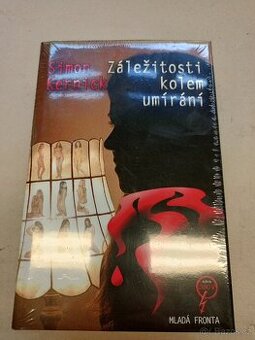 simon Záležitosti
kernick kolem
umírání
MLADÁ FRONTA